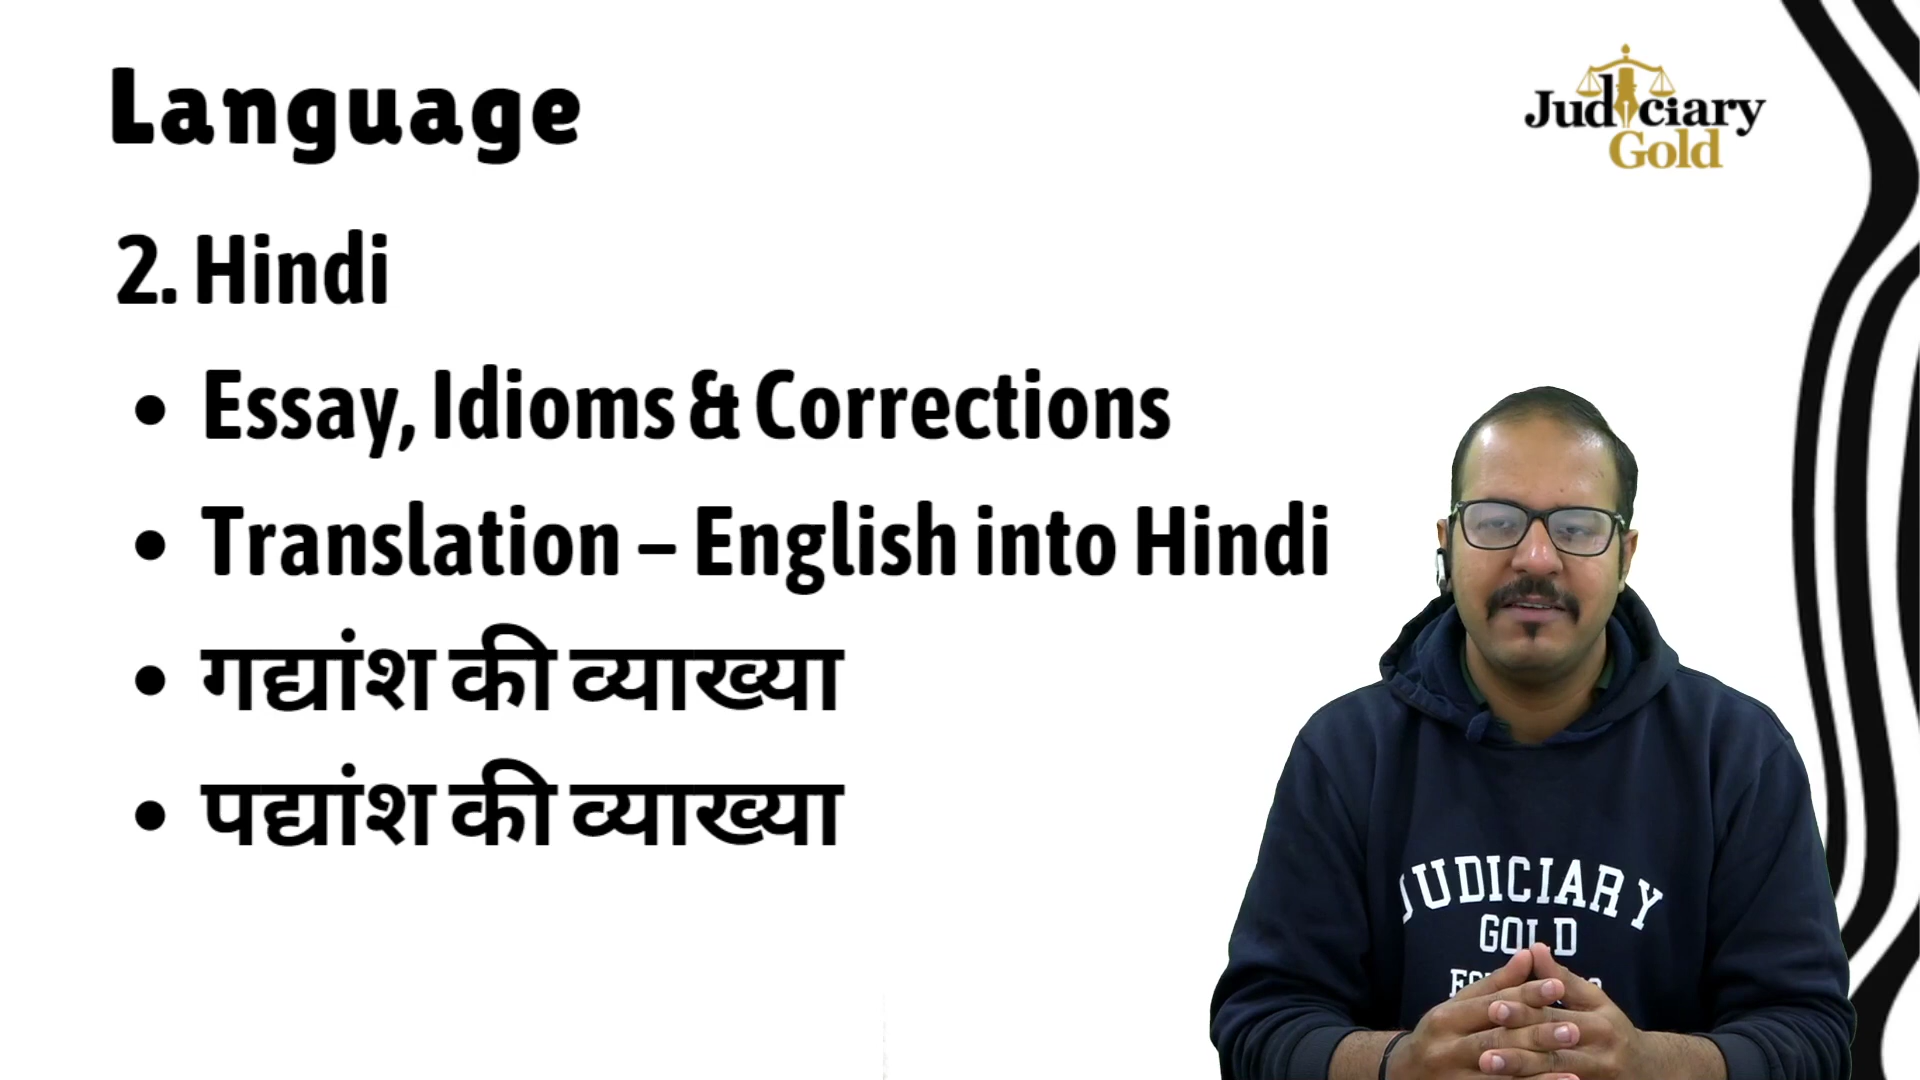 Language
Judiciary
Gold
2. Hindi
• Essay, Idioms & Corrections
• Translation – English into Hindi
• गद्यांश की व्याख्या
• पद्यांश की व्याख्या
JUDICIARY
GOLD